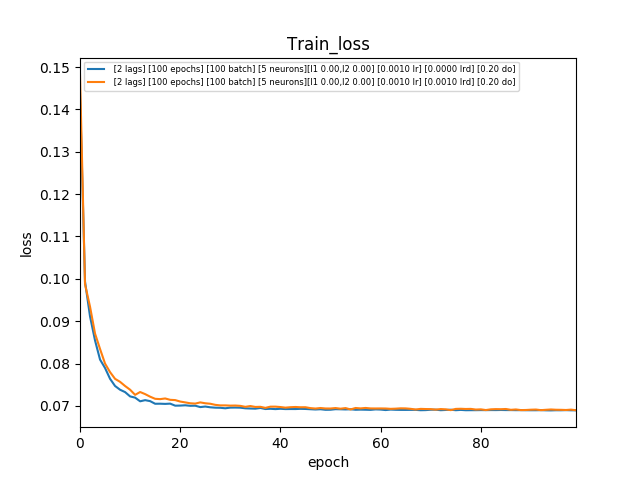 Train_loss
[2 lags] [100 epochs] [100 batch] [5 neurons][l1 0.00,l2 0.00] [0.0010 lr] [0.0000 lrd] [0.20 do]
[2 lags] [100 epochs] [100 batch] [5 neurons][l1 0.00,l2 0.00] [0.0010 lr] [0.0010 lrd] [0.20 do]
0.15
0.14
0.13
0.12
0.11
0.10
0.09
0.08
0.07
loss
0 20 40 60 80
epoch